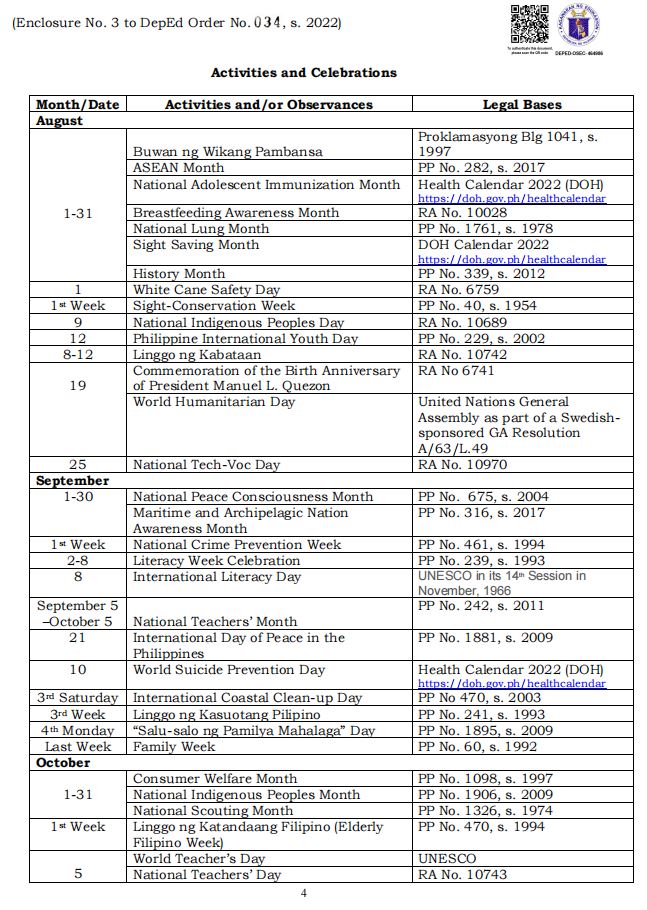 (Enclosure No. 3 to DepEd Order No. 034, s. 2022)
To authenticate this document,
please scan the QR code
DEPED-OSEC- 464906
Activities and Celebrations
Month/Date Activities and/or Observances Legal Bases
August
1-31
Buwan ng Wikang Pambansa Proklamasyong Blg 1041, s.
1997
ASEAN Month PP No. 282, s. 2017
National Adolescent Immunization Month Health Calendar 2022 (DOH)
https://doh.gov.ph/healthcalendar
Breastfeeding Awareness Month RA No. 10028
National Lung Month PP No. 1761, s. 1978
Sight Saving Month DOH Calendar 2022
https://doh.gov.ph/healthcalendar
History Month PP No. 339, s. 2012
1 White Cane Safety Day RA No. 6759
1st Week Sight-Conservation Week PP No. 40, s. 1954
9 National Indigenous Peoples Day RA No. 10689
12 Philippine International Youth Day PP No. 229, s. 2002
8-12 Linggo ng Kabataan RA No. 10742
19
Commemoration of the Birth Anniversary RA No 6741
of President Manuel L. Quezon
World Humanitarian Day United Nations General
Assembly as part of a Swedish-
sponsored GA Resolution
A/63/L.49
25 National Tech-Voc Day RA No. 10970
September
1-30 National Peace Consciousness Month PP No. 675, s. 2004
Maritime and Archipelagic Nation PP No. 316, s. 2017
Awareness Month
1st Week National Crime Prevention Week PP No. 461, s. 1994
2-8 Literacy Week Celebration PP No. 239, s. 1993
8 International Literacy Day UNESCO in its 14th Session in
November, 1966
September 5 PP No. 242, s. 2011
–October 5 National Teachers’ Month
21 International Day of Peace in the PP No. 1881, s. 2009
Philippines
10 World Suicide Prevention Day Health Calendar 2022 (DOH)
https://doh.gov.ph/healthcalendar
3rd Saturday International Coastal Clean-up Day PP No 470, s. 2003
3rd Week Linggo ng Kasuotang Pilipino PP No. 241, s. 1993
4th Monday “Salu-salo ng Pamilya Mahalaga” Day PP No. 1895, s. 2009
Last Week Family Week PP No. 60, s. 1992
October
1-31
Consumer Welfare Month PP No. 1098, s. 1997
National Indigenous Peoples Month PP No. 1906, s. 2009
National Scouting Month PP No. 1326, s. 1974
1st Week Linggo ng Katandaang Filipino (Elderly PP No. 470, s. 1994
Filipino Week)
World Teacher’s Day UNESCO
5 National Teachers’ Day RA No. 10743
4